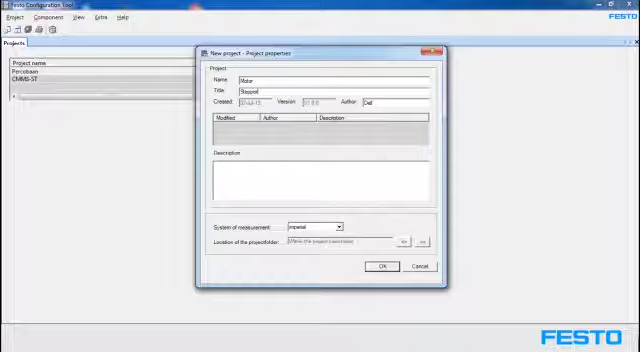 Festo Configuration Tool
Project Component View Extra Help
FESTO
Projects
Project name
Percobaan
CMMS-ST
New project - Project properties
Project
Name Motor
Title
Created: Version Author Dell
Modified Author Description
Description
System of measurement: imperial
Location of the projectfolder:
OK Cancel
FESTO